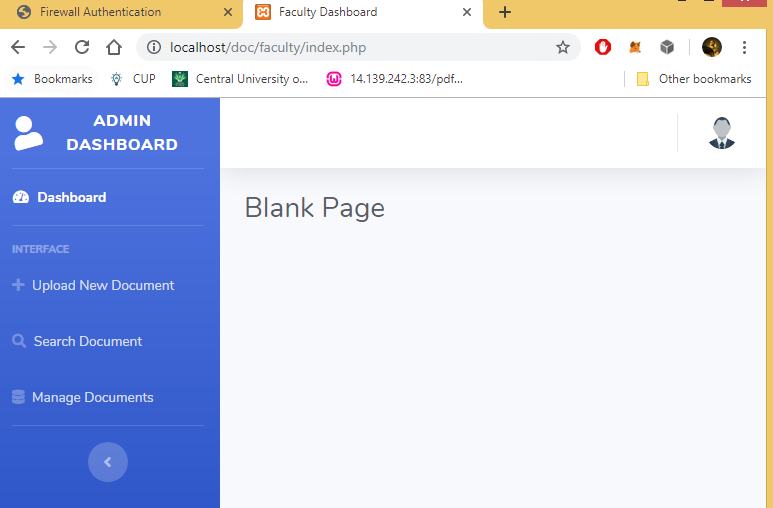 Firewall Authentication
Faculty Dashboard
localhost/doc/faculty/index.php
Bookmarks
CUP
Central University o...
14.139.242.3:83/pdf...
Other bookmarks
ADMIN
DASHBOARD
Dashboard
INTERFACE
Upload New Document
Search Document
Manage Documents
Blank Page